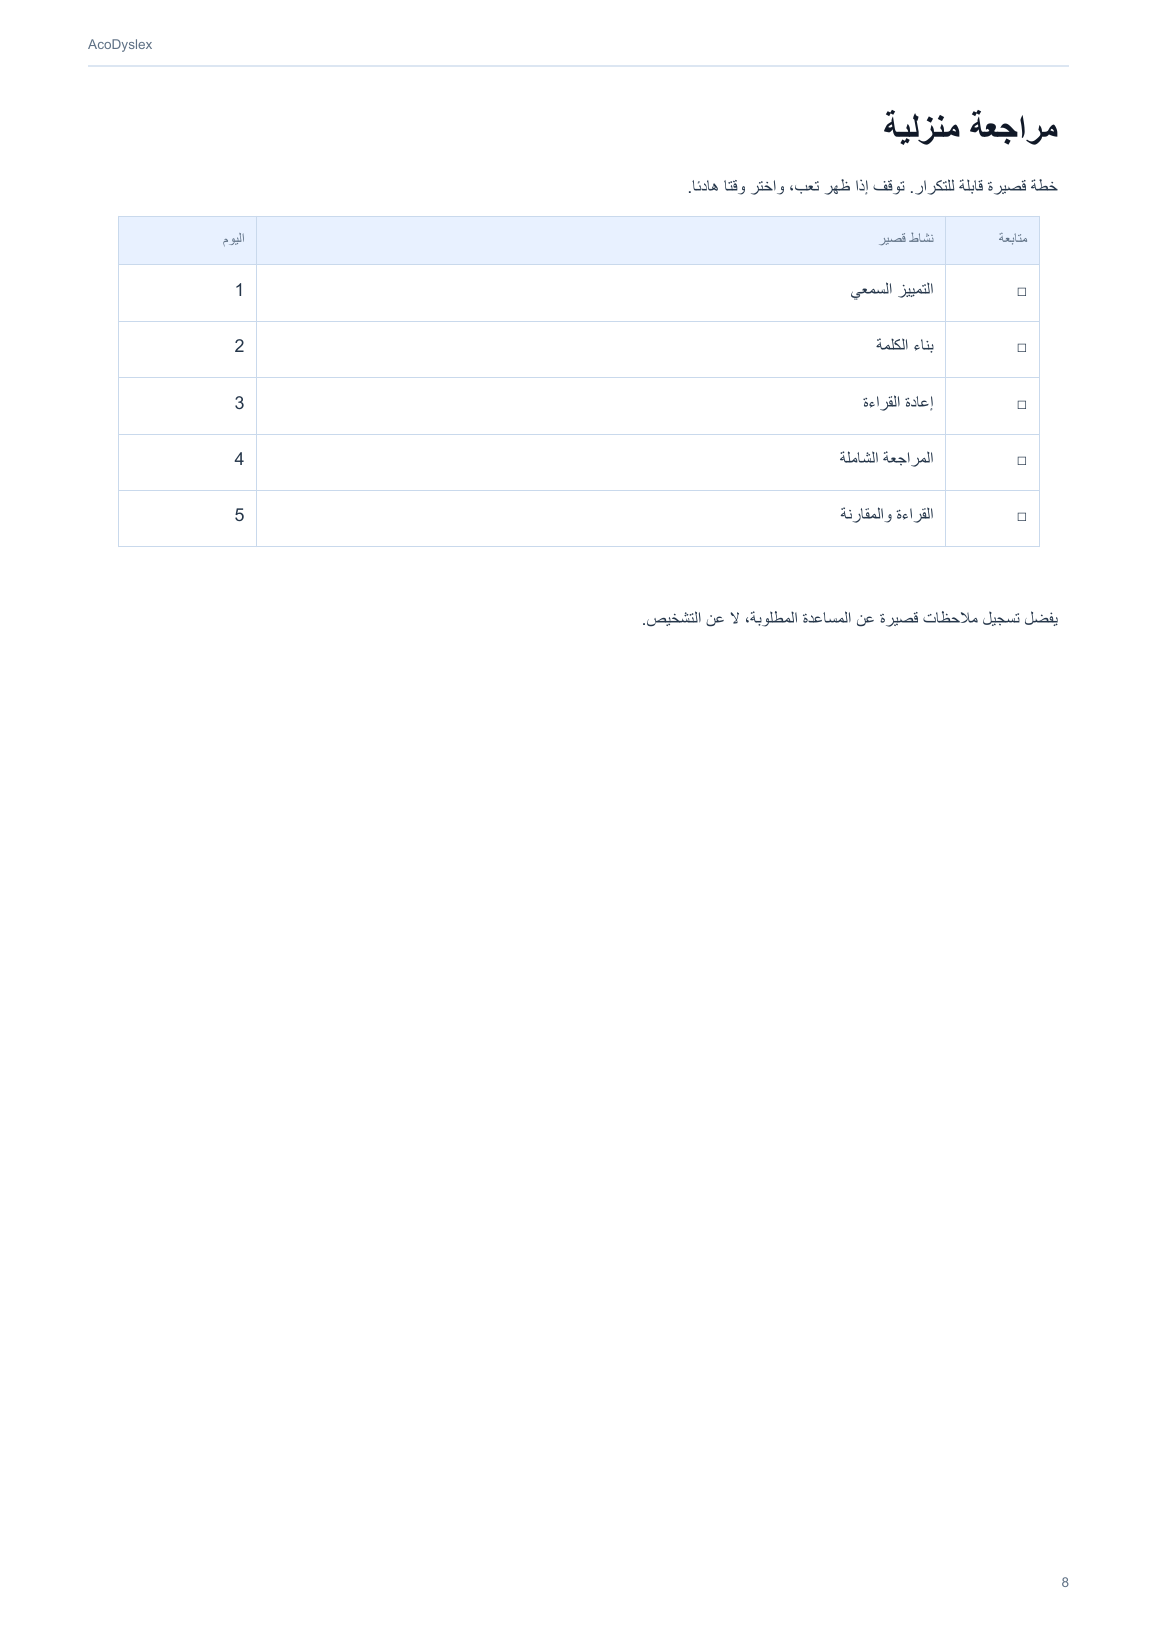 AcoDyslex
مراجعة منزلية
خطة قصيرة قابلة للتكرار. توقف إذا ظهر تعب، واختر وقتا هادئا.
متابعة نشاط قصير اليوم
□ التمييز السمعي 1
□ بناء الكلمة 2
□ إعادة القراءة 3
□ المراجعة الشاملة 4
□ القراءة والمقارنة 5
يفضل تسجيل ملاحظات قصيرة عن المساعدة المطلوبة، لا عن التشخيص.
8